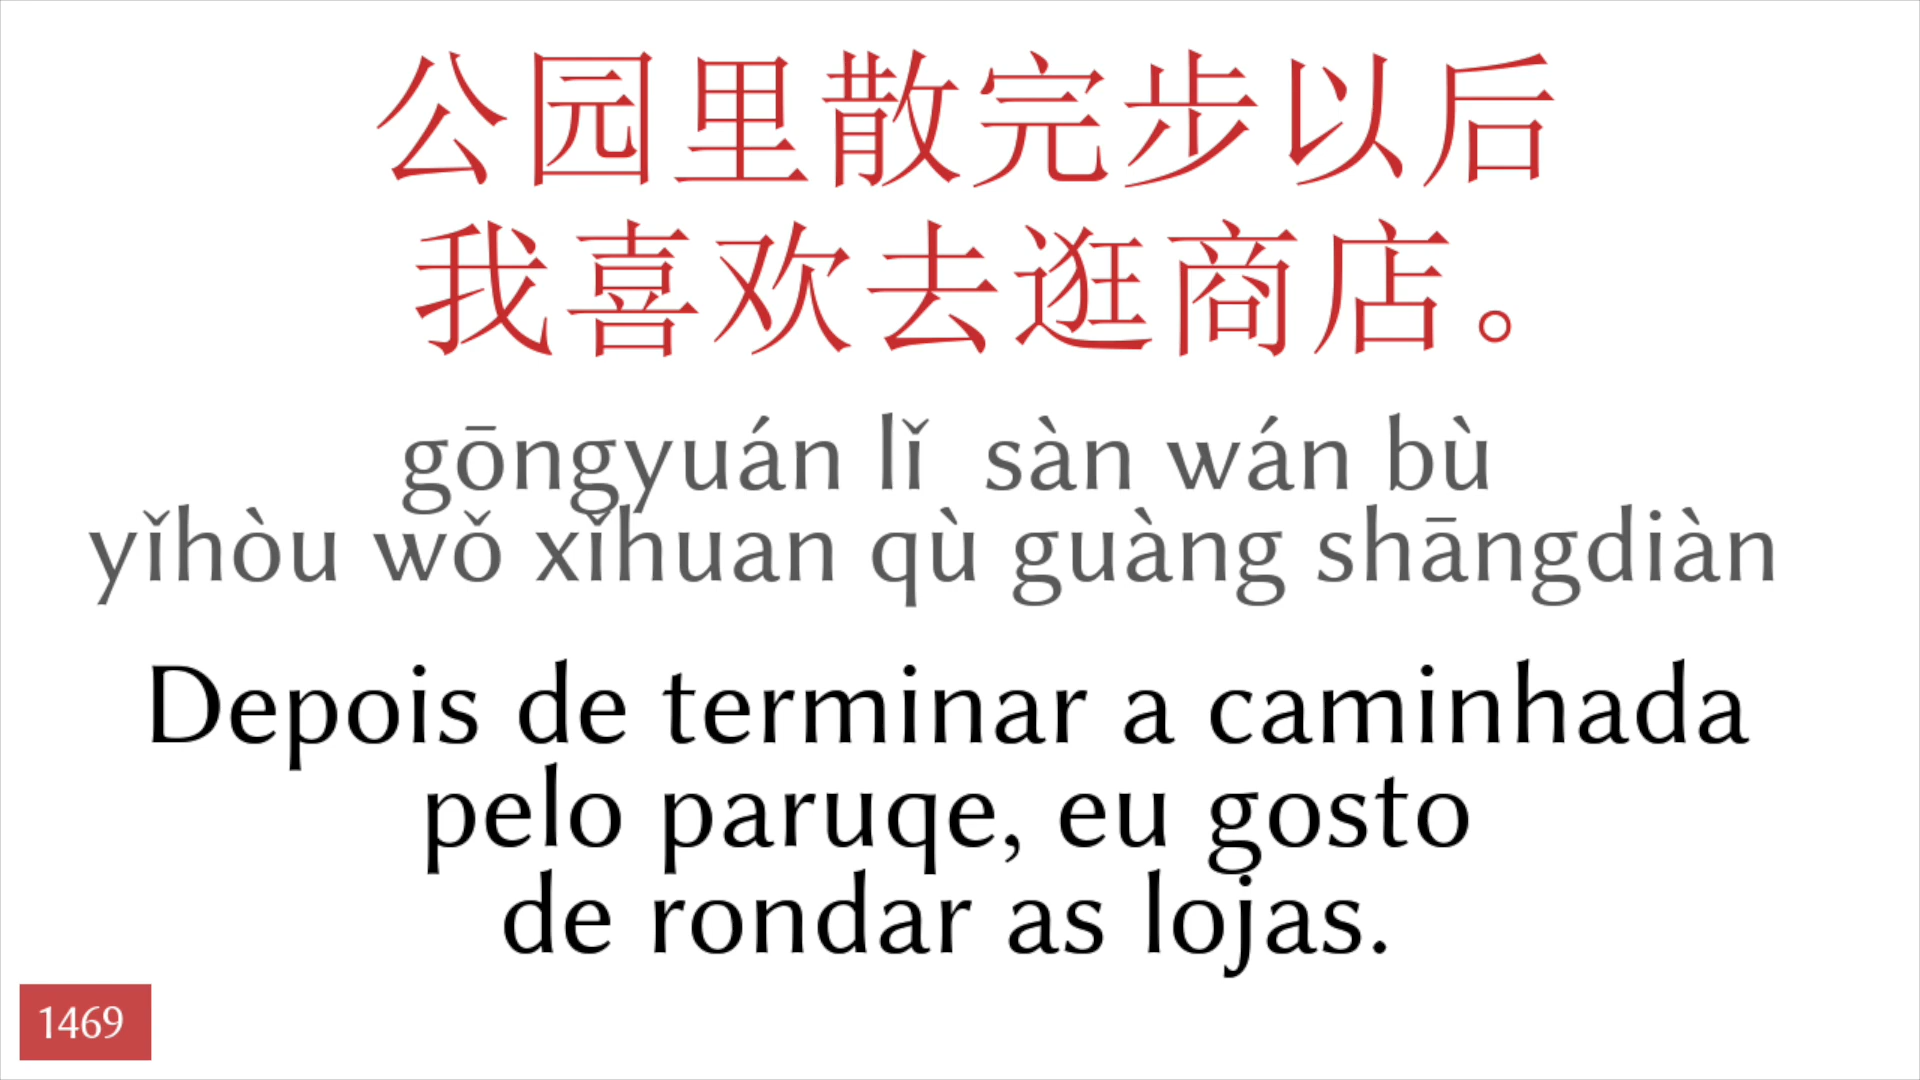 公园里散完步以后
我喜欢去逛商店。
gōngyuán lǐ sàn wán bù
yǐhòu wǒ xǐhuan qù guàng shāngdiàn
Depois de terminar a caminhada
pelo paruqe, eu gosto
de rondar as lojas.
1469